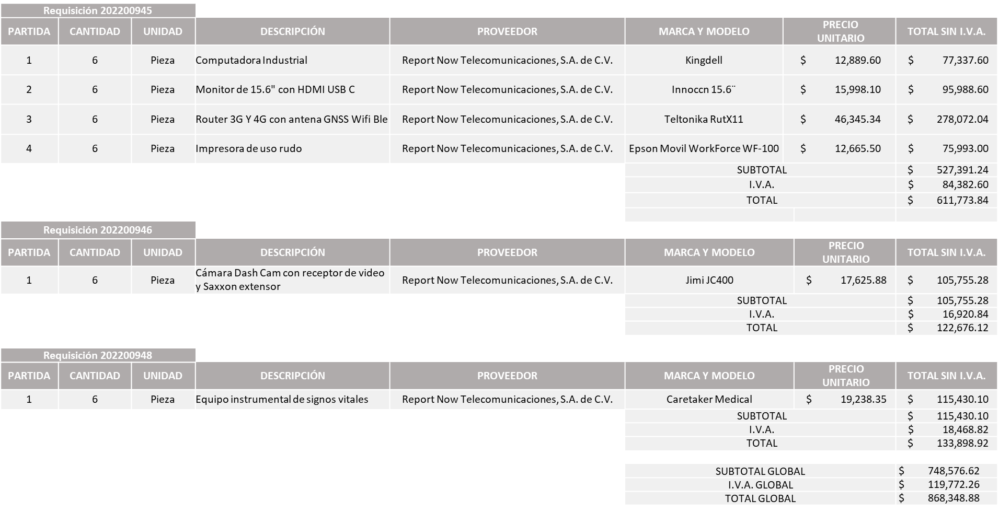 Requisición 202200945
PARTIDA CANTIDAD UNIDAD DESCRIPCIÓN PROVEEDOR MARCA Y MODELO PRECIO UNITARIO TOTAL SIN I.V.A.
1 6 Pieza Computadora Industrial Report Now Telecomunicaciones, S.A. de C.V. Kingdell $ 12,889.60 $ 77,337.60
2 6 Pieza Monitor de 15.6" con HDMI USB C Report Now Telecomunicaciones, S.A. de C.V. Innoccn 15.6¨ $ 15,998.10 $ 95,988.60
3 6 Pieza Router 3G Y 4G con antena GNSS Wifi Ble Report Now Telecomunicaciones, S.A. de C.V. Teltonika RutX11 $ 46,345.34 $ 278,072.04
4 6 Pieza Impresora de uso rudo Report Now Telecomunicaciones, S.A. de C.V. Epson Movil WorkForce WF-100 $ 12,665.50 $ 75,993.00
SUBTOTAL $ 527,391.24
I.V.A. $ 84,382.60
TOTAL $ 611,773.84
Requisición 202200946
PARTIDA CANTIDAD UNIDAD DESCRIPCIÓN PROVEEDOR MARCA Y MODELO PRECIO UNITARIO TOTAL SIN I.V.A.
1 6 Pieza Cámara Dash Cam con receptor de video y Saxxon extensor Report Now Telecomunicaciones, S.A. de C.V. Jimi JC400 $ 17,625.88 $ 105,755.28
SUBTOTAL $ 105,755.28
I.V.A. $ 16,920.84
TOTAL $ 122,676.12
Requisición 202200948
PARTIDA CANTIDAD UNIDAD DESCRIPCIÓN PROVEEDOR MARCA Y MODELO PRECIO UNITARIO TOTAL SIN I.V.A.
1 6 Pieza Equipo instrumental de signos vitales Report Now Telecomunicaciones, S.A. de C.V. Caretaker Medical $ 19,238.35 $ 115,430.10
SUBTOTAL $ 115,430.10
I.V.A. $ 18,468.82
TOTAL $ 133,898.92
SUBTOTAL GLOBAL $ 748,576.62
I.V.A. GLOBAL $ 119,772.26
TOTAL GLOBAL $ 868,348.88